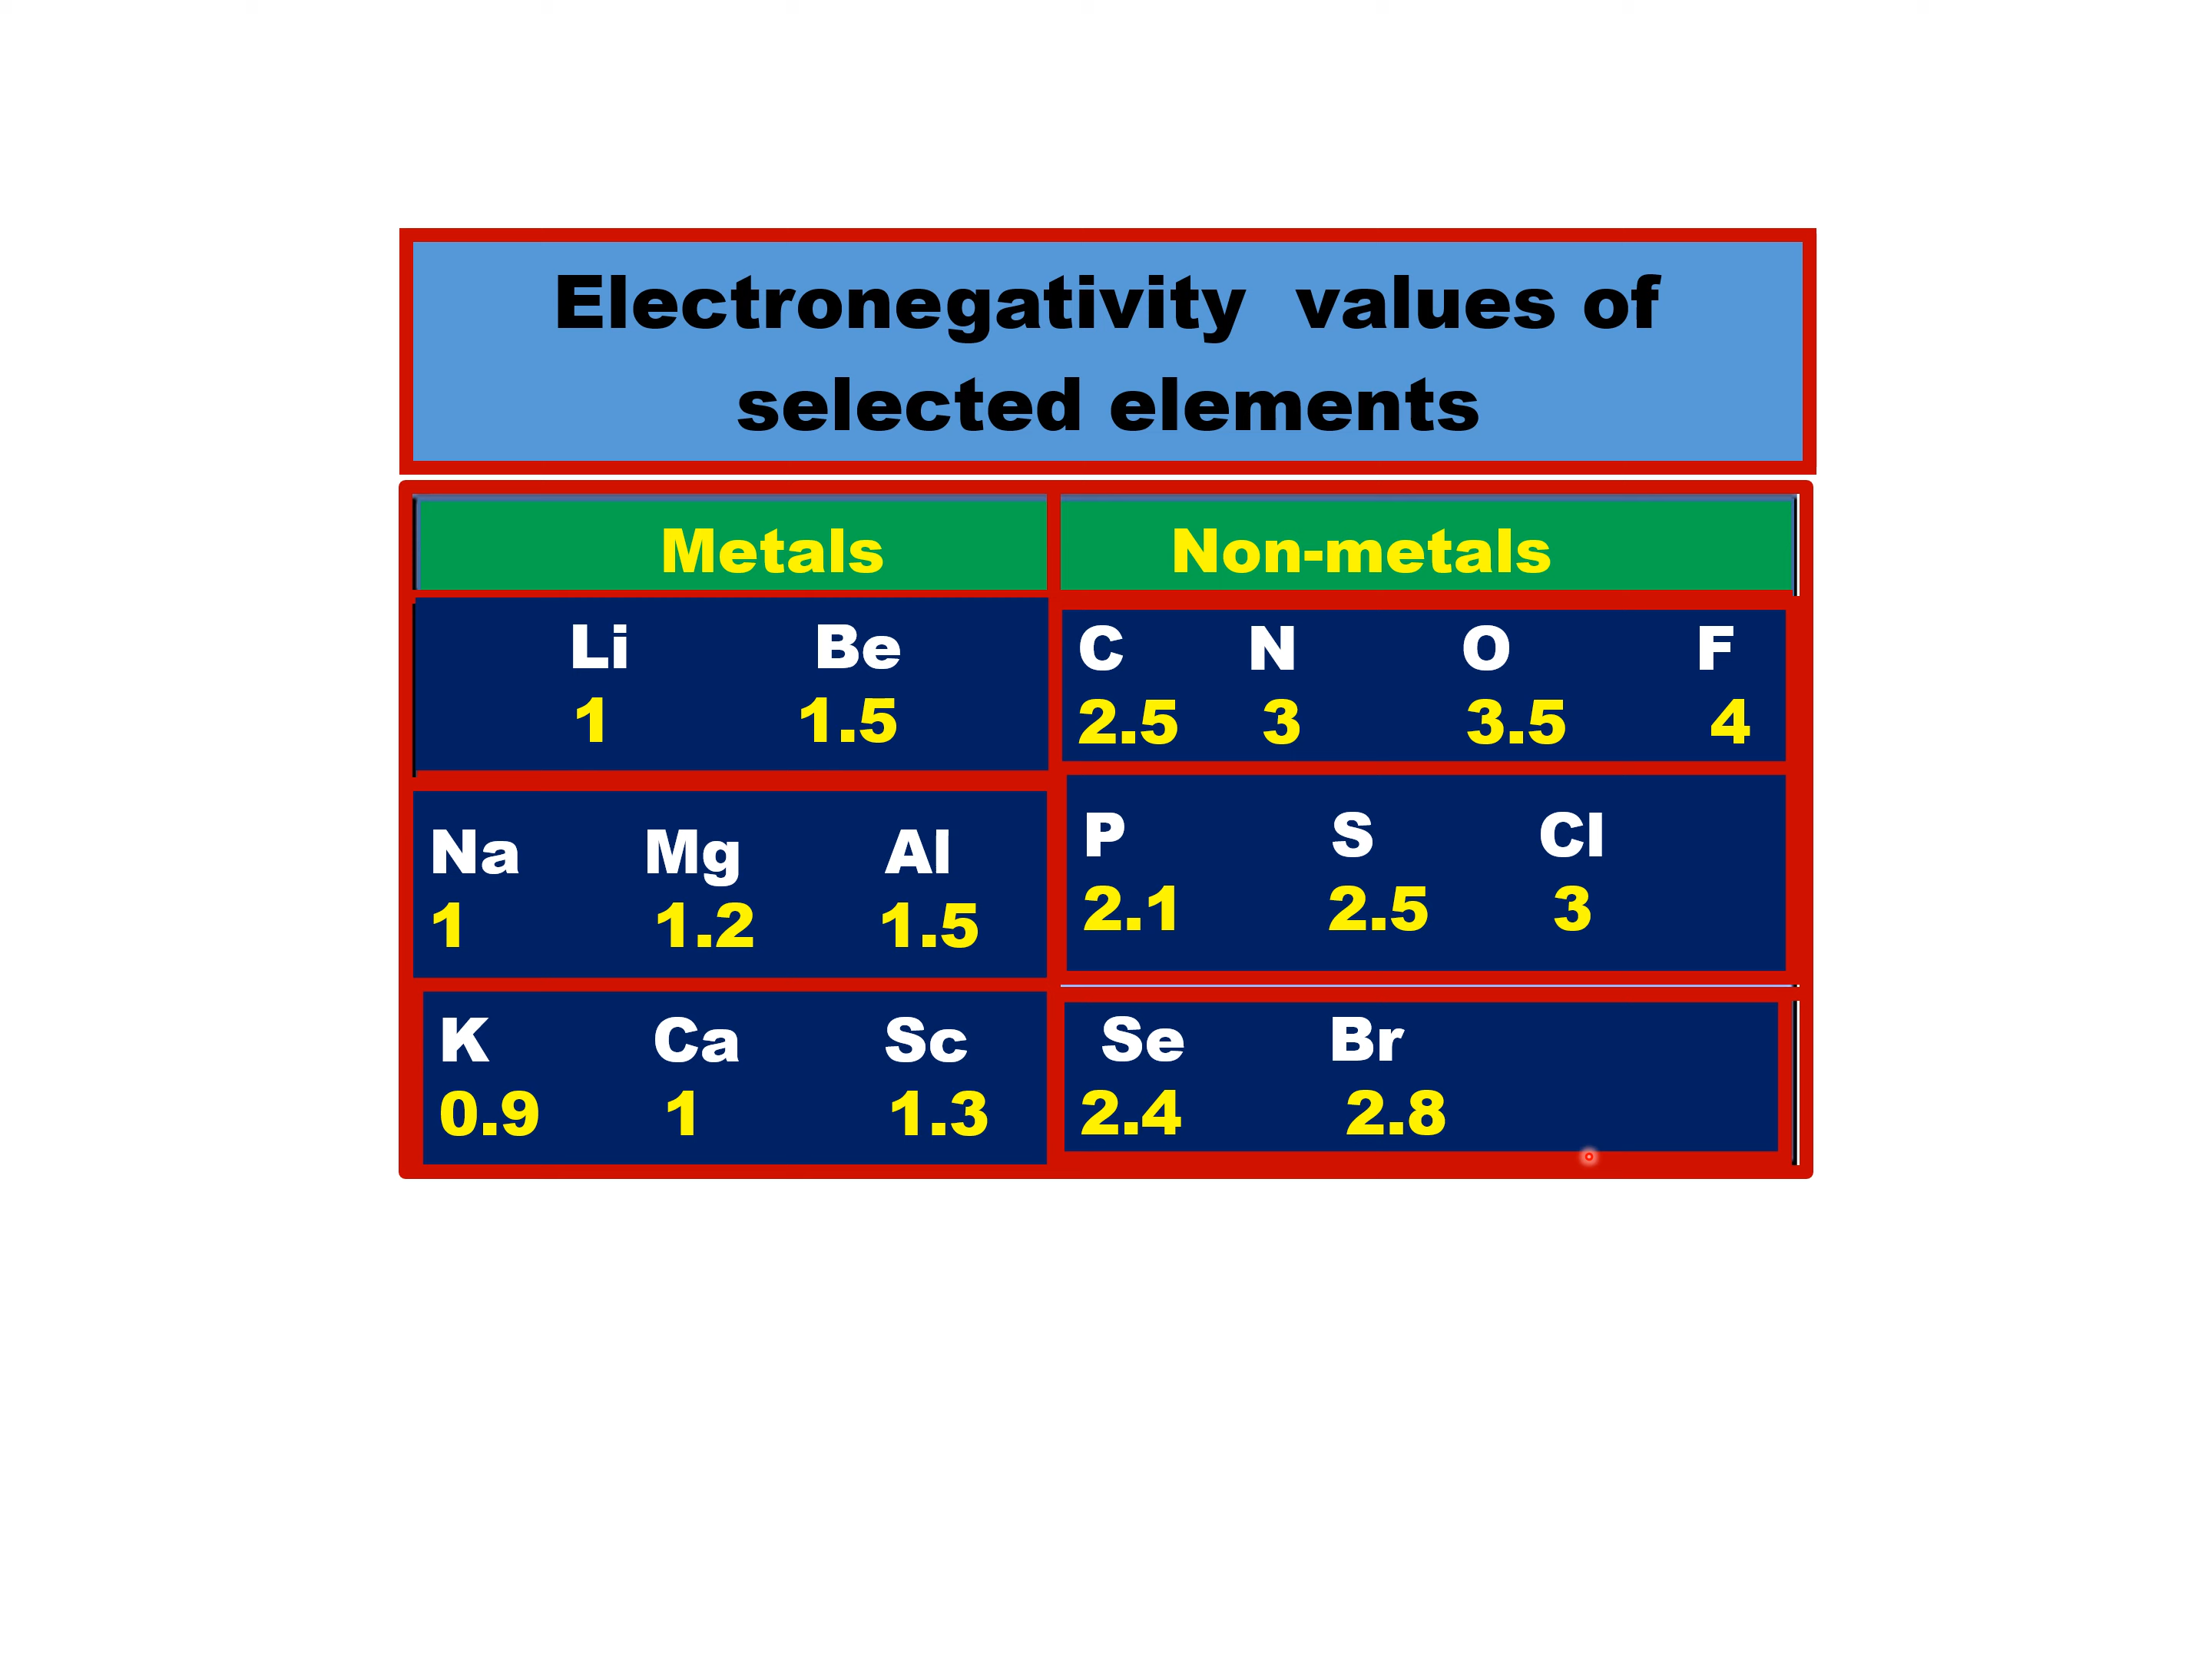 Electronegativity values of
selected elements
Metals
Non-metals
Li Be
1 1.5
C N O F
2.5 3 3.5 4
Na Mg Al
1 1.2 1.5
P S Cl
2.1 2.5 3
K Ca Sc
0.9 1 1.3
Se Br
2.4 2.8